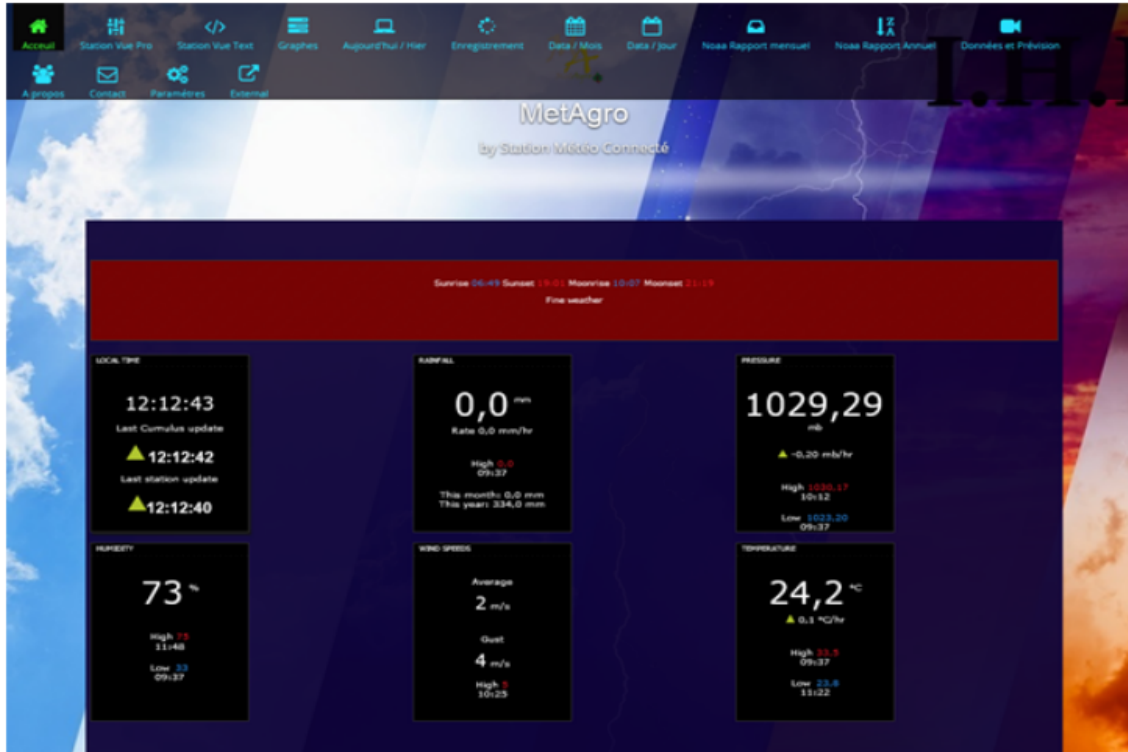 Acceuil Station Vue Pro Station Vue Text Graphes Aujourd'hui / Hier Enregistrement Data / Mois Data / Jour Noaa Rapport mensuel Noaa Rapport Annuel Données et Prévision
A propos Contact Paramètres External
I.H.
MetAgro
by Station Météo Connecté
Sunrise 06:49 Sunset 19:01 Moonrise 10:07 Moonset 21:19
Fine weather
LOCAL TIME
12:12:43
Last Cumulus update
12:12:42
Last station update
12:12:40
RAINFALL
0,0 mm
Rate 0,0 mm/hr
High 0,0
09:37
This month: 0,0 mm
This year: 334,0 mm
PRESSURE
1029,29
mb
-0,20 mb/hr
High 1030,17
10:12
Low 1023,20
09:37
HUMIDITY
73 %
High 75
11:48
Low 33
09:37
WIND SPEEDS
Average
2 m/s
Gust
4 m/s
High 5
10:25
TEMPERATURE
24,2 °C
0,1 °C/hr
High 33,5
09:37
Low 23,8
11:22